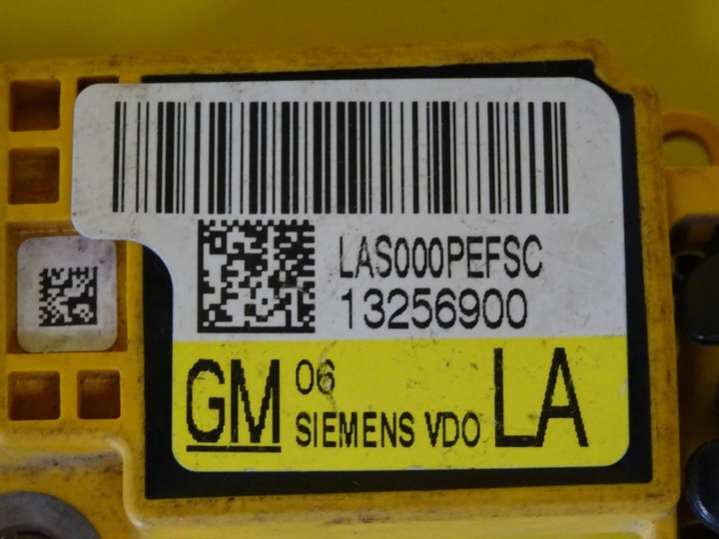 LAS000PEFSC
13256900
GM 06
SIEMENS VDO LA